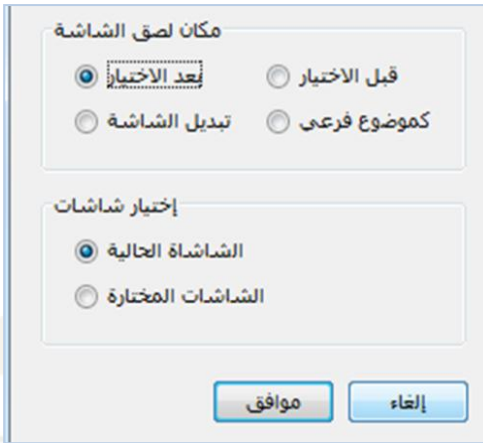 مكان لصق الشاشة
قبل الاختيار بعد الاختيار
كموضوع فرعي تبديل الشاشة
إختيار شاشات
الشاشاة الحالية
الشاشات المختارة
إلغاء موافق